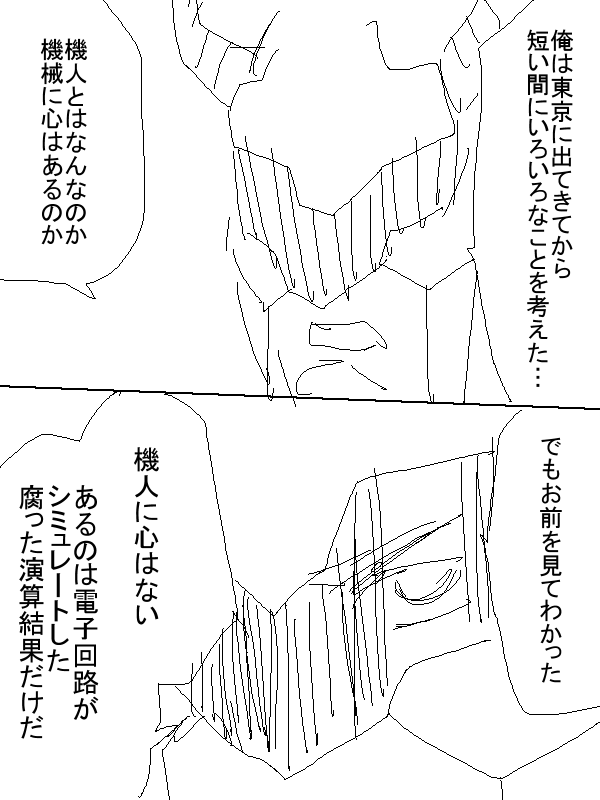 俺は東京に出てきてから
短い間にいろいろなことを考えた…
機人とはなんなのか
機械に心はあるのか
でもお前を見てわかった
機人に心はない
あるのは電子回路が
シミュレートした
腐った演算結果だけだ